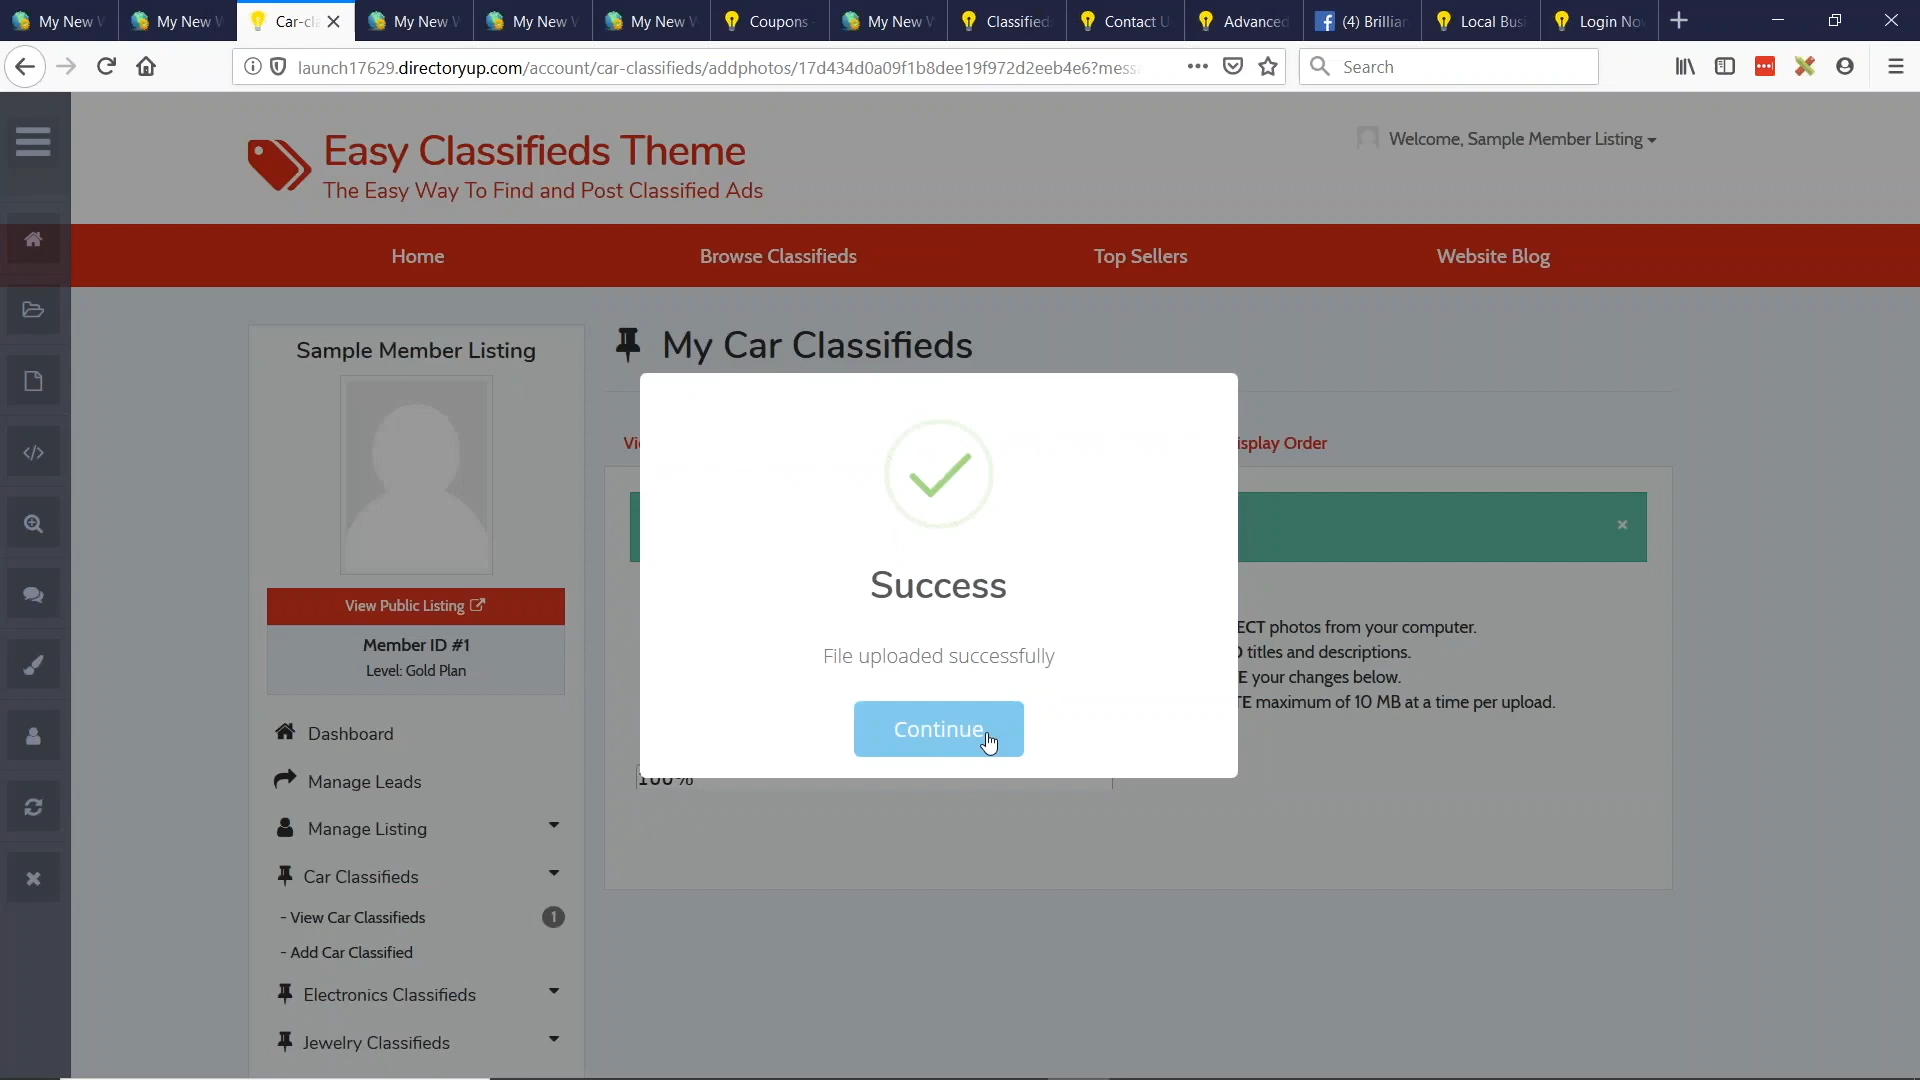 My New
My New
Car-cl
My New
My New
My New
Coupons
My New
Classified
Contact U
Advanced
(4) Brillia
Local Bus
Login No
launch17629.directoryup.com/account/car-classifieds/addphotos/17d434d0a09f1b8dee19f972d2eeb4e6?mess
Search
Easy Classifieds Theme
The Easy Way To Find and Post Classified Ads
Welcome, Sample Member Listing
Home
Browse Classifieds
Top Sellers
Website Blog
Sample Member Listing
View Public Listing
Member ID #1
Level: Gold Plan
Dashboard
Manage Leads
Manage Listing
Car Classifieds
- View Car Classifieds
1
- Add Car Classified
Electronics Classifieds
Jewelry Classifieds
My Car Classifieds
isplay Order
ECT photos from your computer.
titles and descriptions.
E your changes below.
TE maximum of 10 MB at a time per upload.
100%
Success
File uploaded successfully
Continue